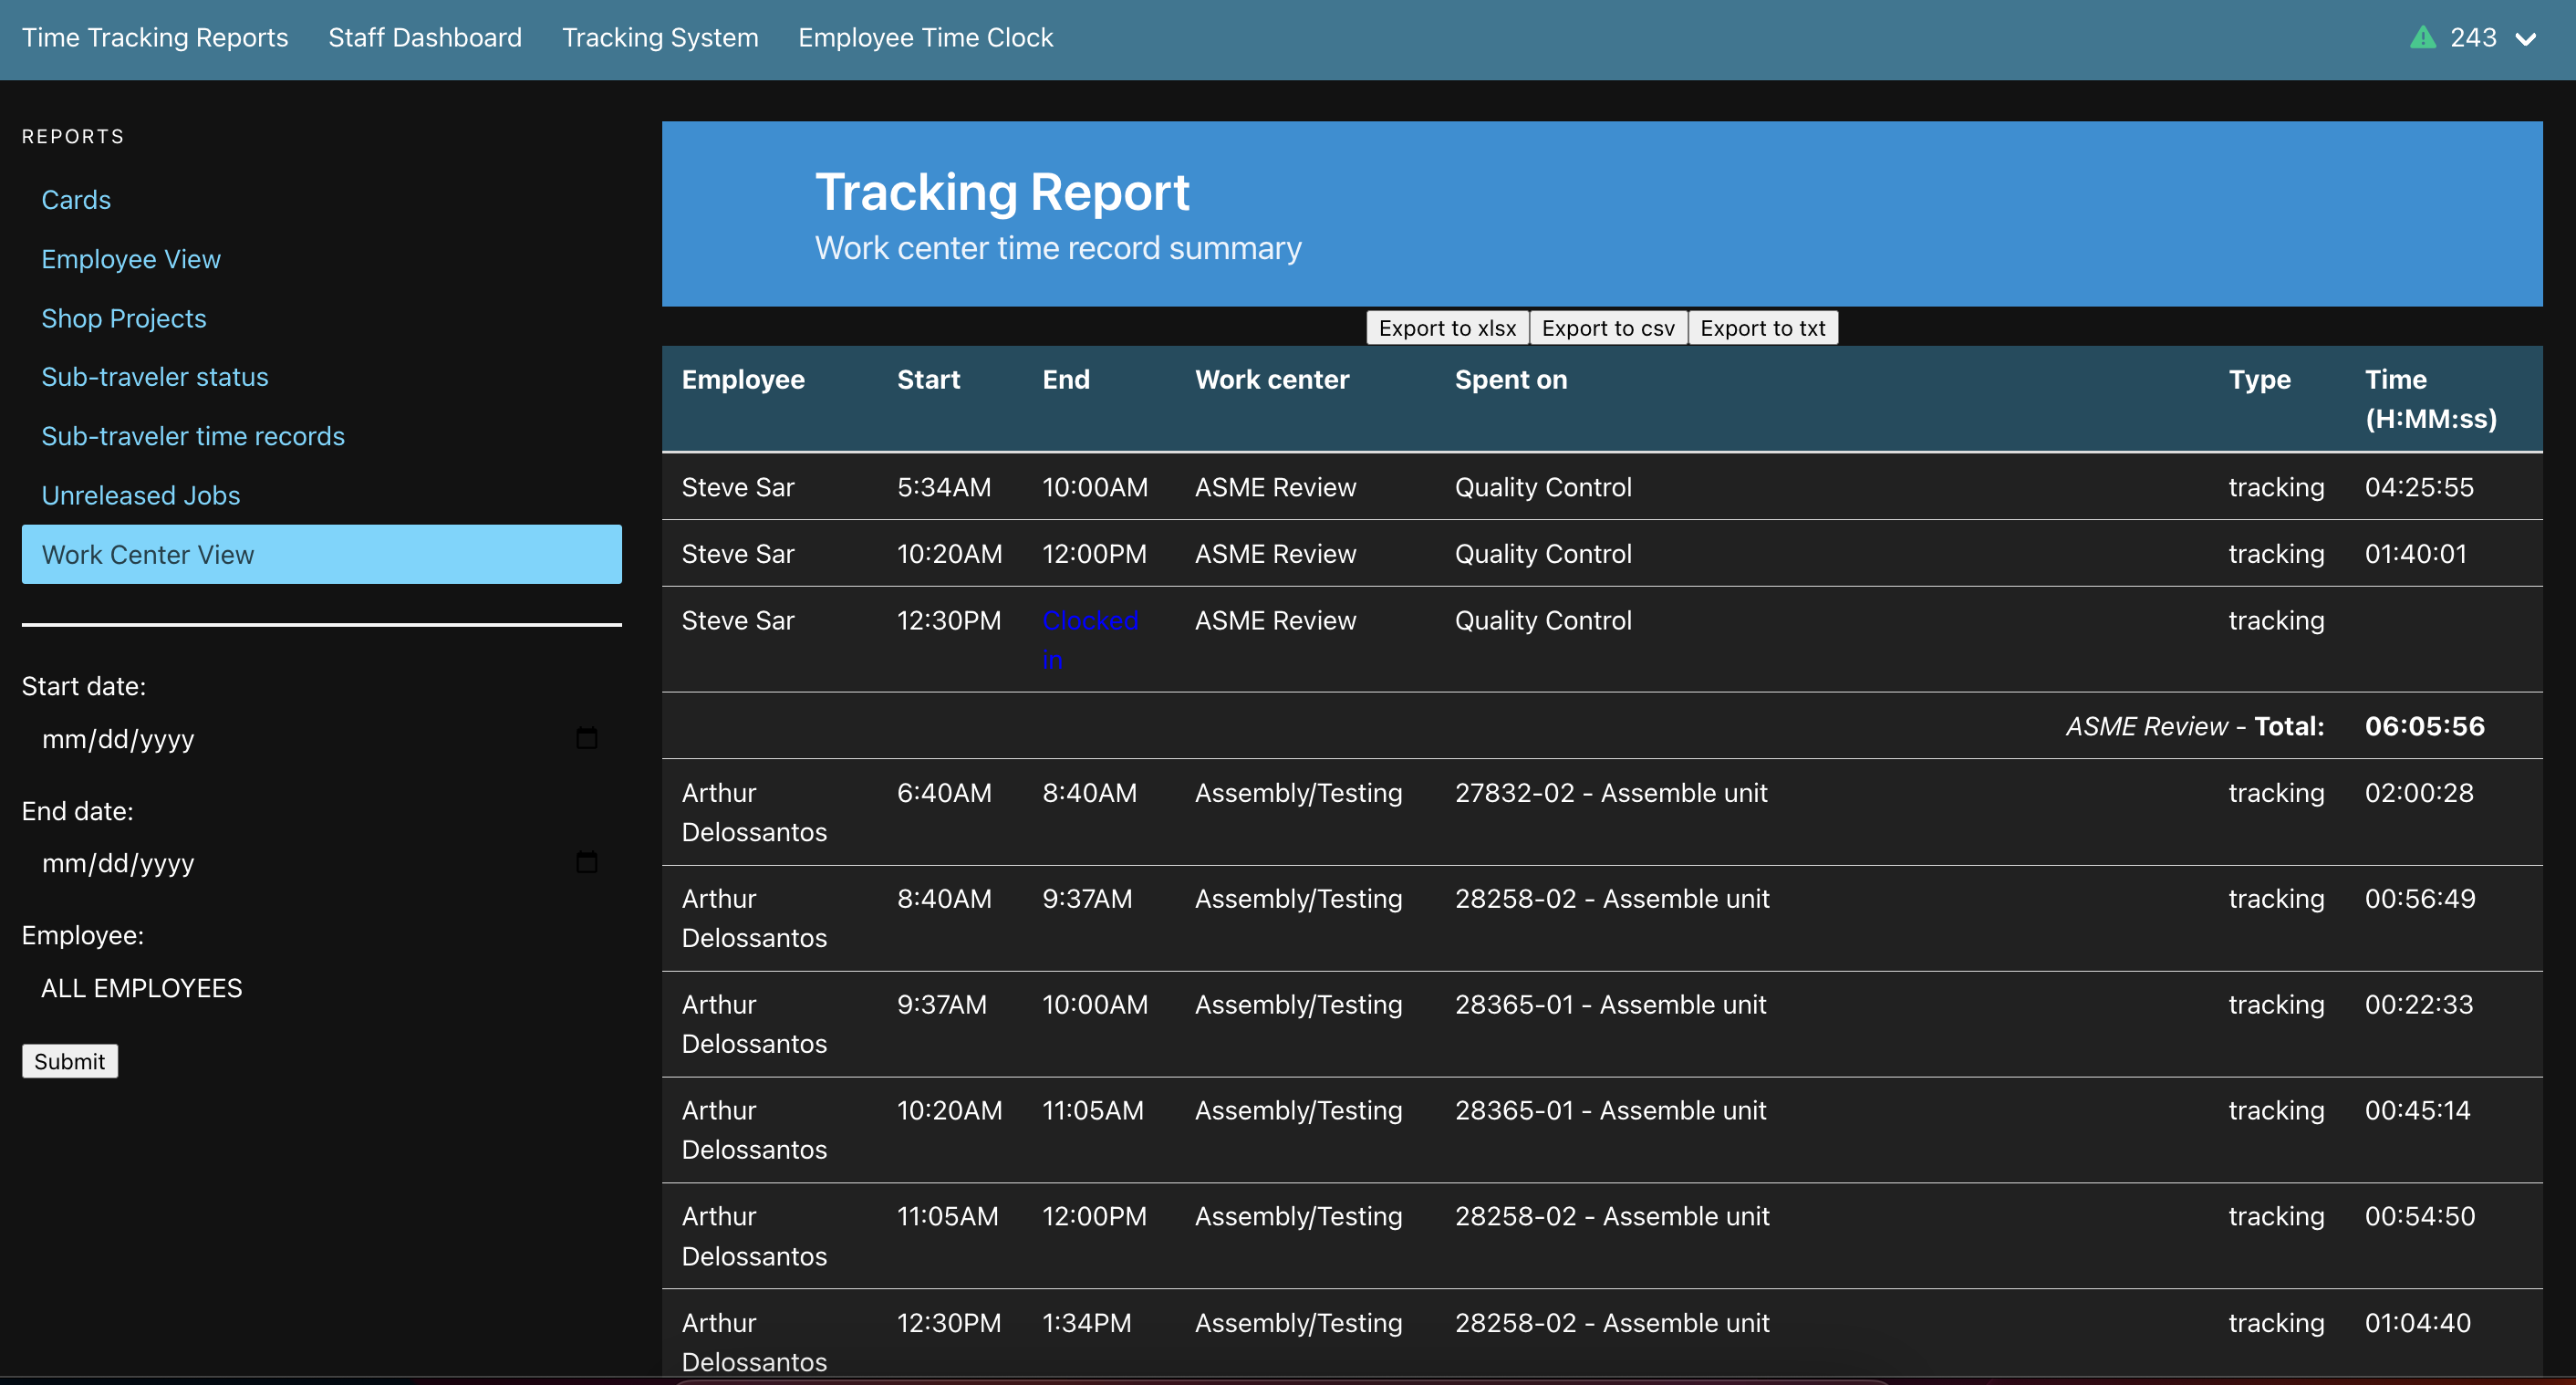 Time Tracking Reports Staff Dashboard Tracking System Employee Time Clock 243
REPORTS
Cards
Employee View
Shop Projects
Sub-traveler status
Sub-traveler time records
Unreleased Jobs
Work Center View
Start date:
mm/dd/yyyy
End date:
mm/dd/yyyy
Employee:
ALL EMPLOYEES
Submit
Tracking Report
Work center time record summary
Export to xlsx Export to csv Export to txt
Employee Start End Work center Spent on Type Time
(H:MM:ss)
Steve Sar 5:34AM 10:00AM ASME Review Quality Control tracking 04:25:55
Steve Sar 10:20AM 12:00PM ASME Review Quality Control tracking 01:40:01
Steve Sar 12:30PM Clocked ASME Review Quality Control tracking
in
ASME Review - Total: 06:05:56
Arthur 6:40AM 8:40AM Assembly/Testing 27832-02 - Assemble unit tracking 02:00:28
Delossantos
Arthur 8:40AM 9:37AM Assembly/Testing 28258-02 - Assemble unit tracking 00:56:49
Delossantos
Arthur 9:37AM 10:00AM Assembly/Testing 28365-01 - Assemble unit tracking 00:22:33
Delossantos
Arthur 10:20AM 11:05AM Assembly/Testing 28365-01 - Assemble unit tracking 00:45:14
Delossantos
Arthur 11:05AM 12:00PM Assembly/Testing 28258-02 - Assemble unit tracking 00:54:50
Delossantos
Arthur 12:30PM 1:34PM Assembly/Testing 28258-02 - Assemble unit tracking 01:04:40
Delossantos